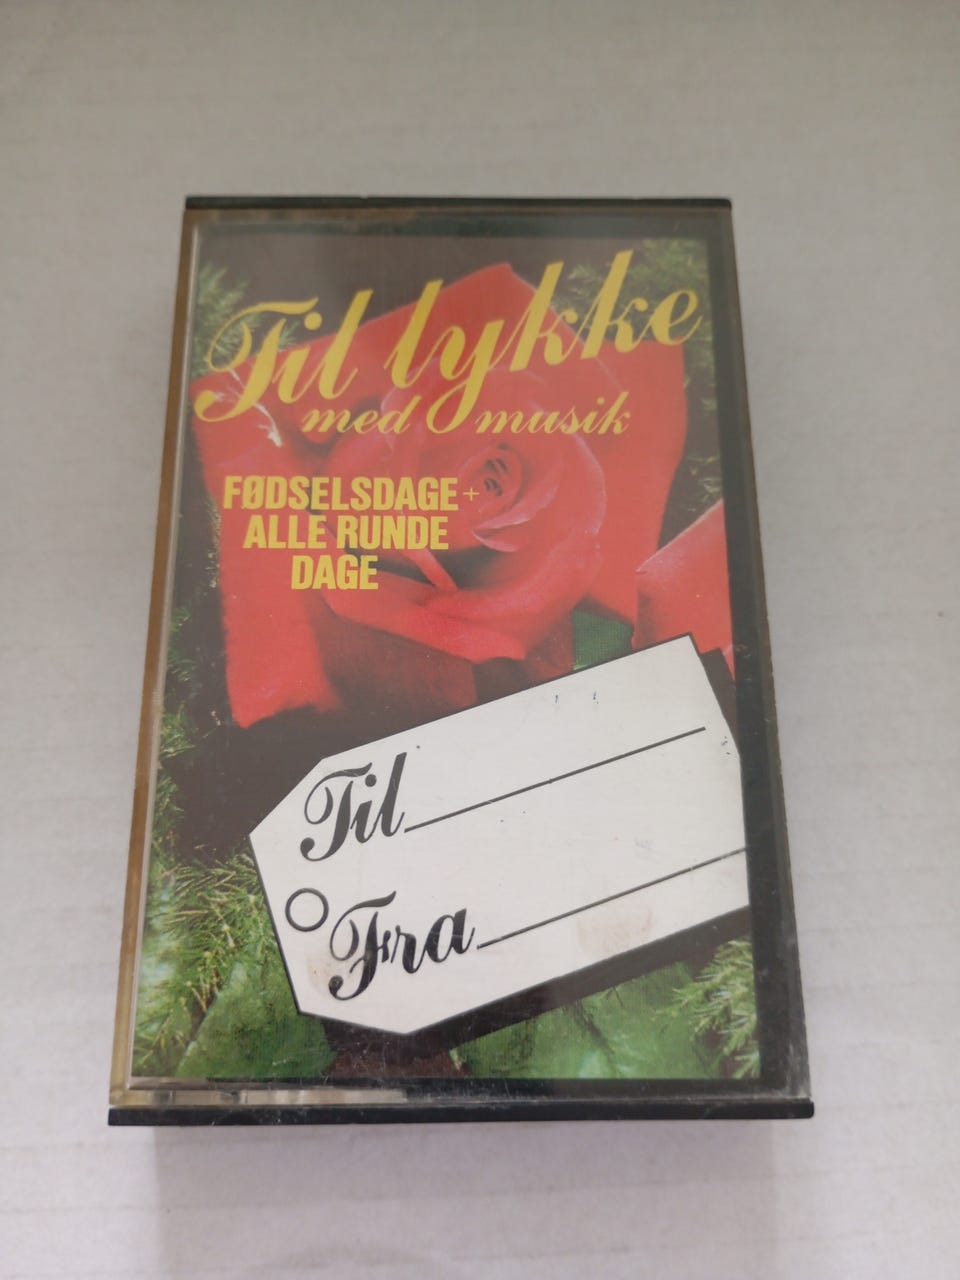 Til lykke
med musik
FØDSELSDAGE +
ALLE RUNDE
DAGE
Til
Fra